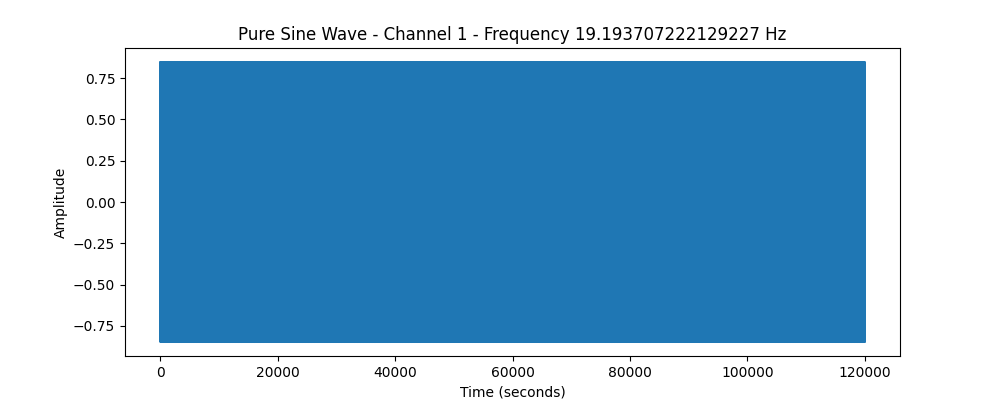 Pure Sine Wave - Channel 1 - Frequency 19.193707222129227 Hz
0.75
0.50
0.25
0.00
−0.25
−0.50
−0.75
Amplitude
0 20000 40000 60000 80000 100000 120000
Time (seconds)